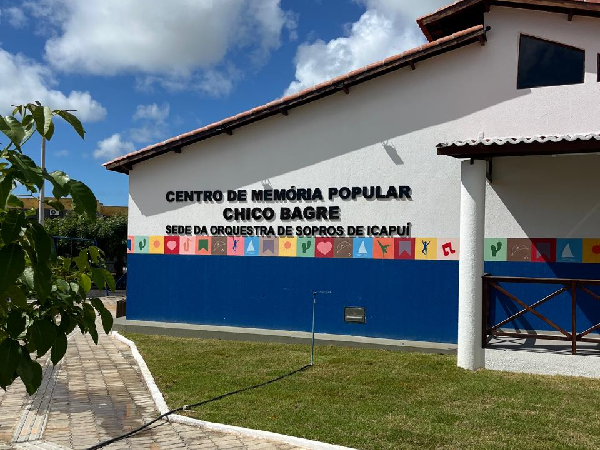 CENTRO DE MEMÓRIA POPULAR
CHICO BAGRE
SEDE DA ORQUESTRA DE SOPROS DE ICAPUÍ